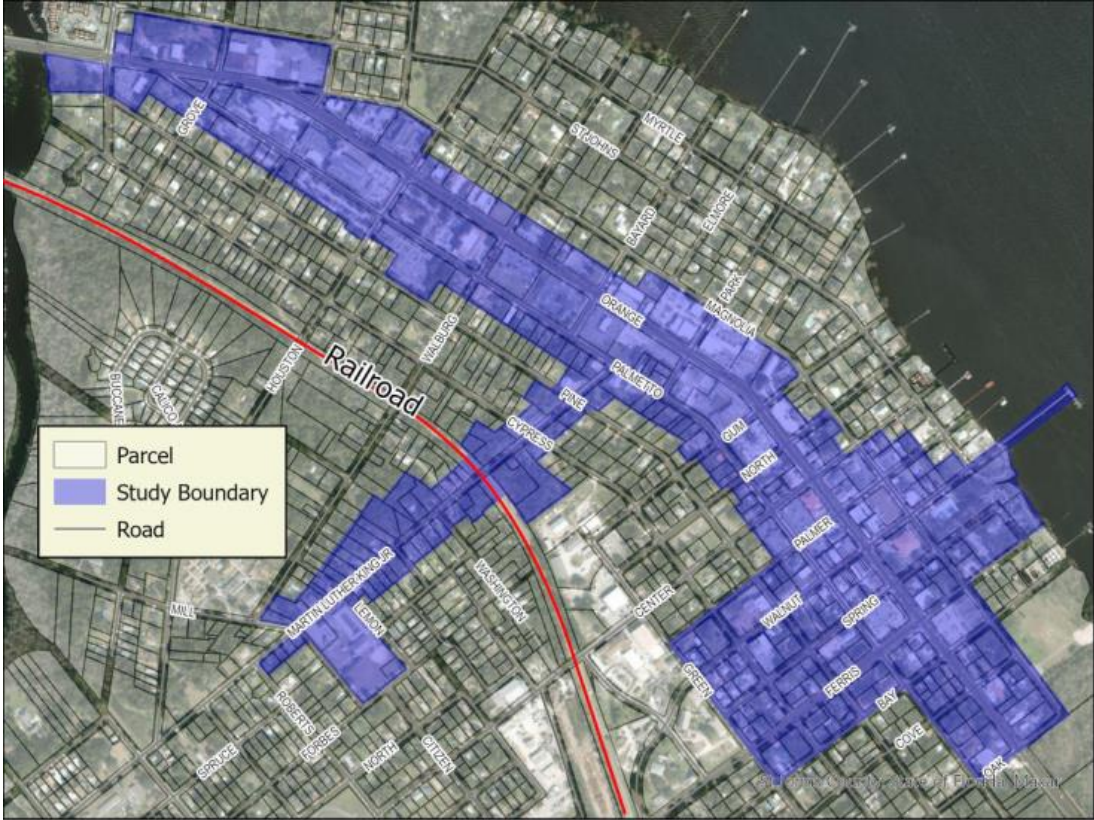 GROVE
MYRTLE
ST JOHNS
ELMORE
BAYARD
PARK
MAGNOLIA
ORANGE
WALBURG
HOUSTON
Railroad
PALMETTO
PINE
CYPRESS
BUCCANE
CALICO
GUM
NORTH
Parcel
Study Boundary
Road
PALMER
MARTIN LUTHER KING JR
WASHINGTON
LEMON
MILL
CENTER
WALNUT
SPRING
GREEN
FERRIS
BAY
COVE
ROBERTS
FORBES
SPRUCE
NORTH
CITIZEN
OAK